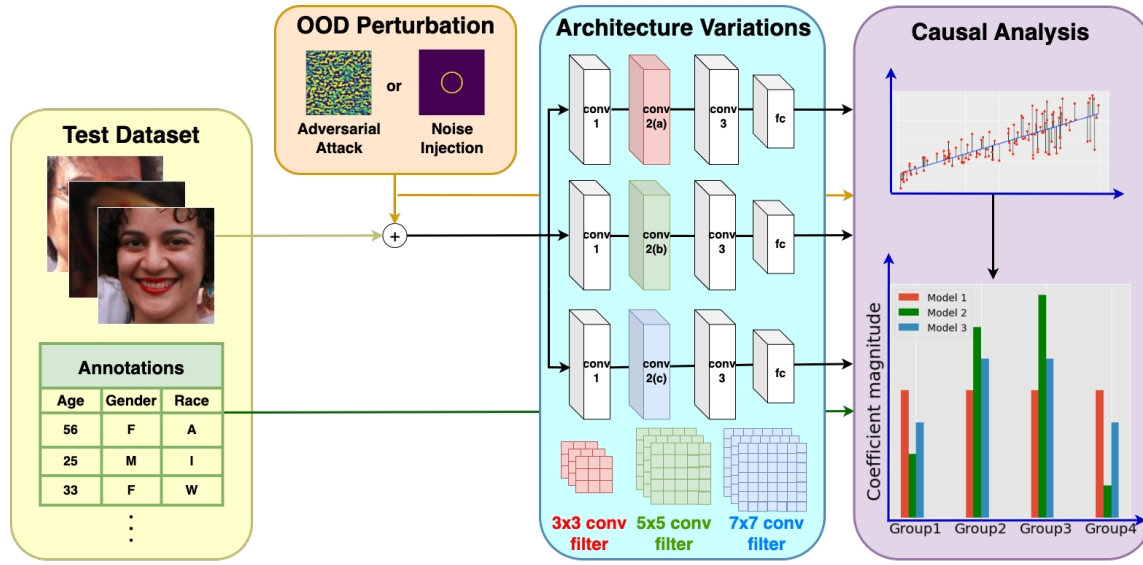 Test Dataset
Annotations
Age Gender Race
56 F A
25 M I
33 F W
OOD Perturbation
or
Adversarial
Attack
Noise
Injection
+
Architecture Variations
conv
1
conv
2(a)
conv
3
fc
conv
1
conv
2(b)
conv
3
fc
conv
1
conv
2(c)
conv
3
fc
3x3 conv
filter
5x5 conv
filter
7x7 conv
filter
Causal Analysis
Coefficient magnitude
Model 1
Model 2
Model 3
Group1 Group2 Group3 Group4